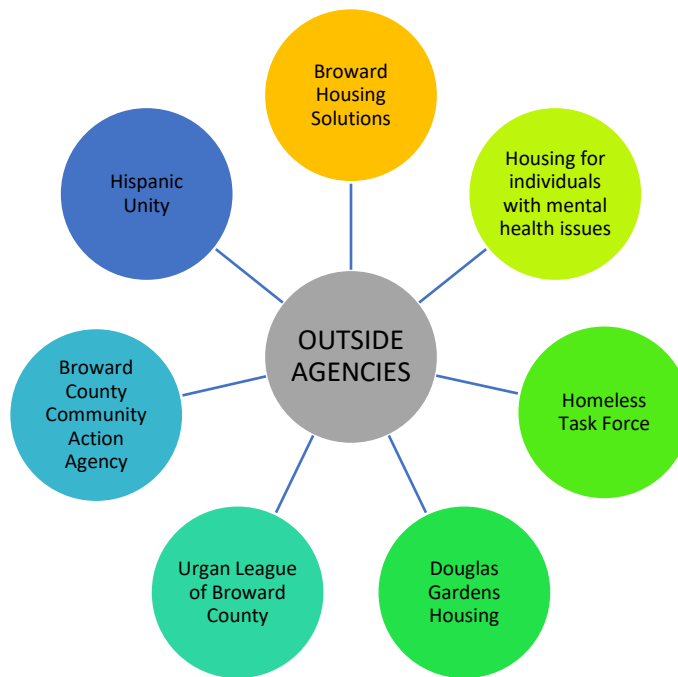 Broward
Housing
Solutions
Housing for
individuals
with mental
health issues
Homeless
Task Force
Douglas
Gardens
Housing
Urgan League
of Broward
County
Broward
County
Community
Action
Agency
Hispanic
Unity
OUTSIDE
AGENCIES